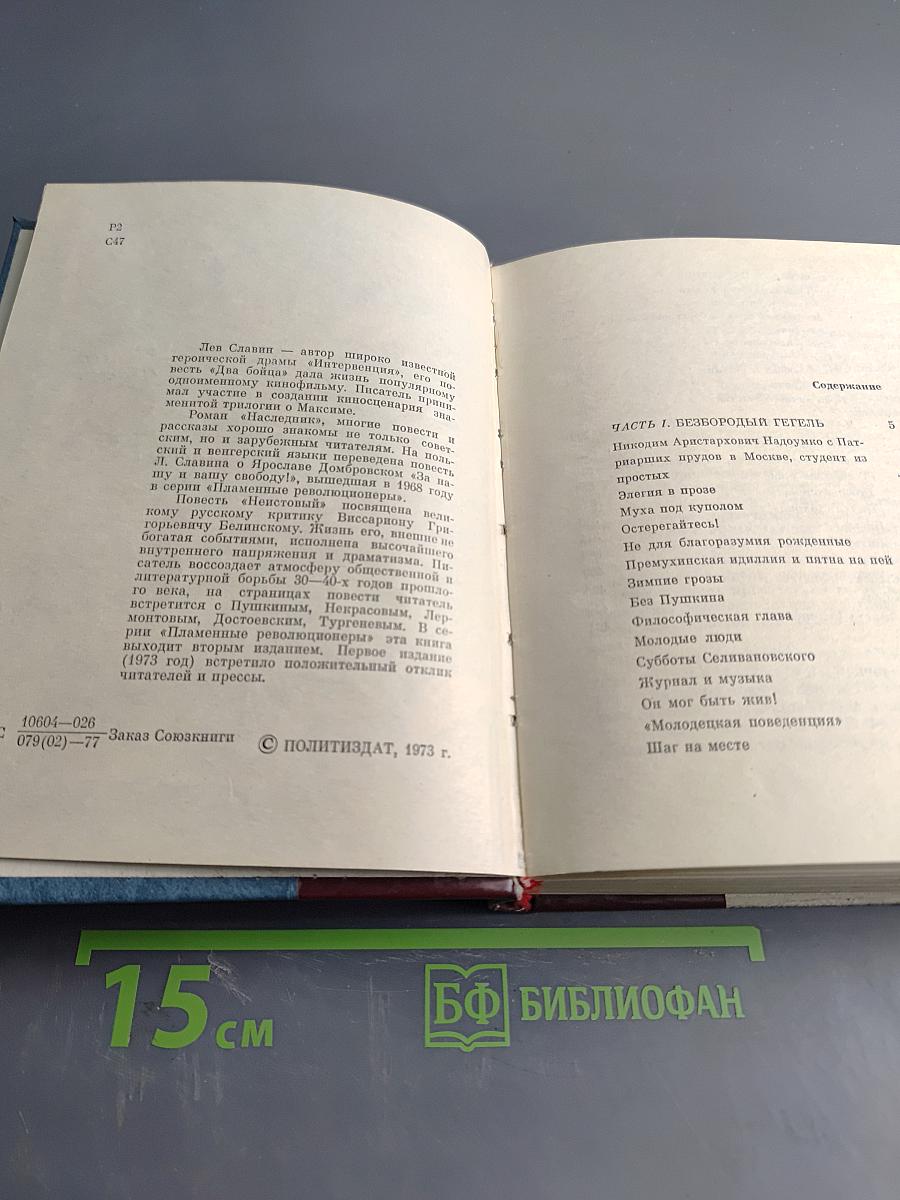 Р2
С47
Лев Славин — автор широко известной
героической драмы «Интервенция», его по-
весть «Два бойца» дала жизнь популярному
одноименному кинофильму. Писатель прини-
мал участие в создании киносценария зна-
менитой трилогии о Максиме.
Роман «Наследник», многие повести и
рассказы хорошо знакомы не только совет-
ским, но и зарубежным читателям. На поль-
ский и венгерский языки переведена повесть
Л. Славина о Ярославе Домбровском «За на-
шу и вашу свободу!», вышедшая в 1968 году
в серии «Пламенные революционеры».
Повесть «Неистовый» посвящена вели-
кому русскому критику Виссариону Гри-
горьевичу Белинскому. Жизнь его, внешне не
богатая событиями, исполнена высочайшего
внутреннего напряжения и драматизма. Пи-
сатель воссоздает атмосферу общественной и
литературной борьбы 30—40-х годов прошло-
го века, на страницах повести читатель
встретится с Пушкиным, Некрасовым, Лер-
монтовым, Достоевским, Тургеневым. В се-
рии «Пламенные революционеры» эта книга
выходит вторым изданием. Первое издание
(1973 год) встретило положительный отклик
читателей и прессы.
10604—026
079(02)—77 Заказ Союзкниги
© ПОЛИТИЗДАТ, 1973 г.
Содержание
ЧАСТЬ I. БЕЗБОРОДЫЙ ГЕГЕЛЬ 5
Никодим Аристархович Надоумко с Пат-
риарших прудов в Москве, студент из
простых
Элегия в прозе
Муха под куполом
Остерегайтесь!
Не для благоразумия рожденные
Премухинская идиллия и пятна на ней
Зимние грозы
Без Пушкина
Философическая глава
Молодые люди
Субботы Селивановского
Журнал и музыка
Он мог быть жив!
«Молодецкая поведенция»
Шаг на месте
15 см
БФ БИБЛИОФАН